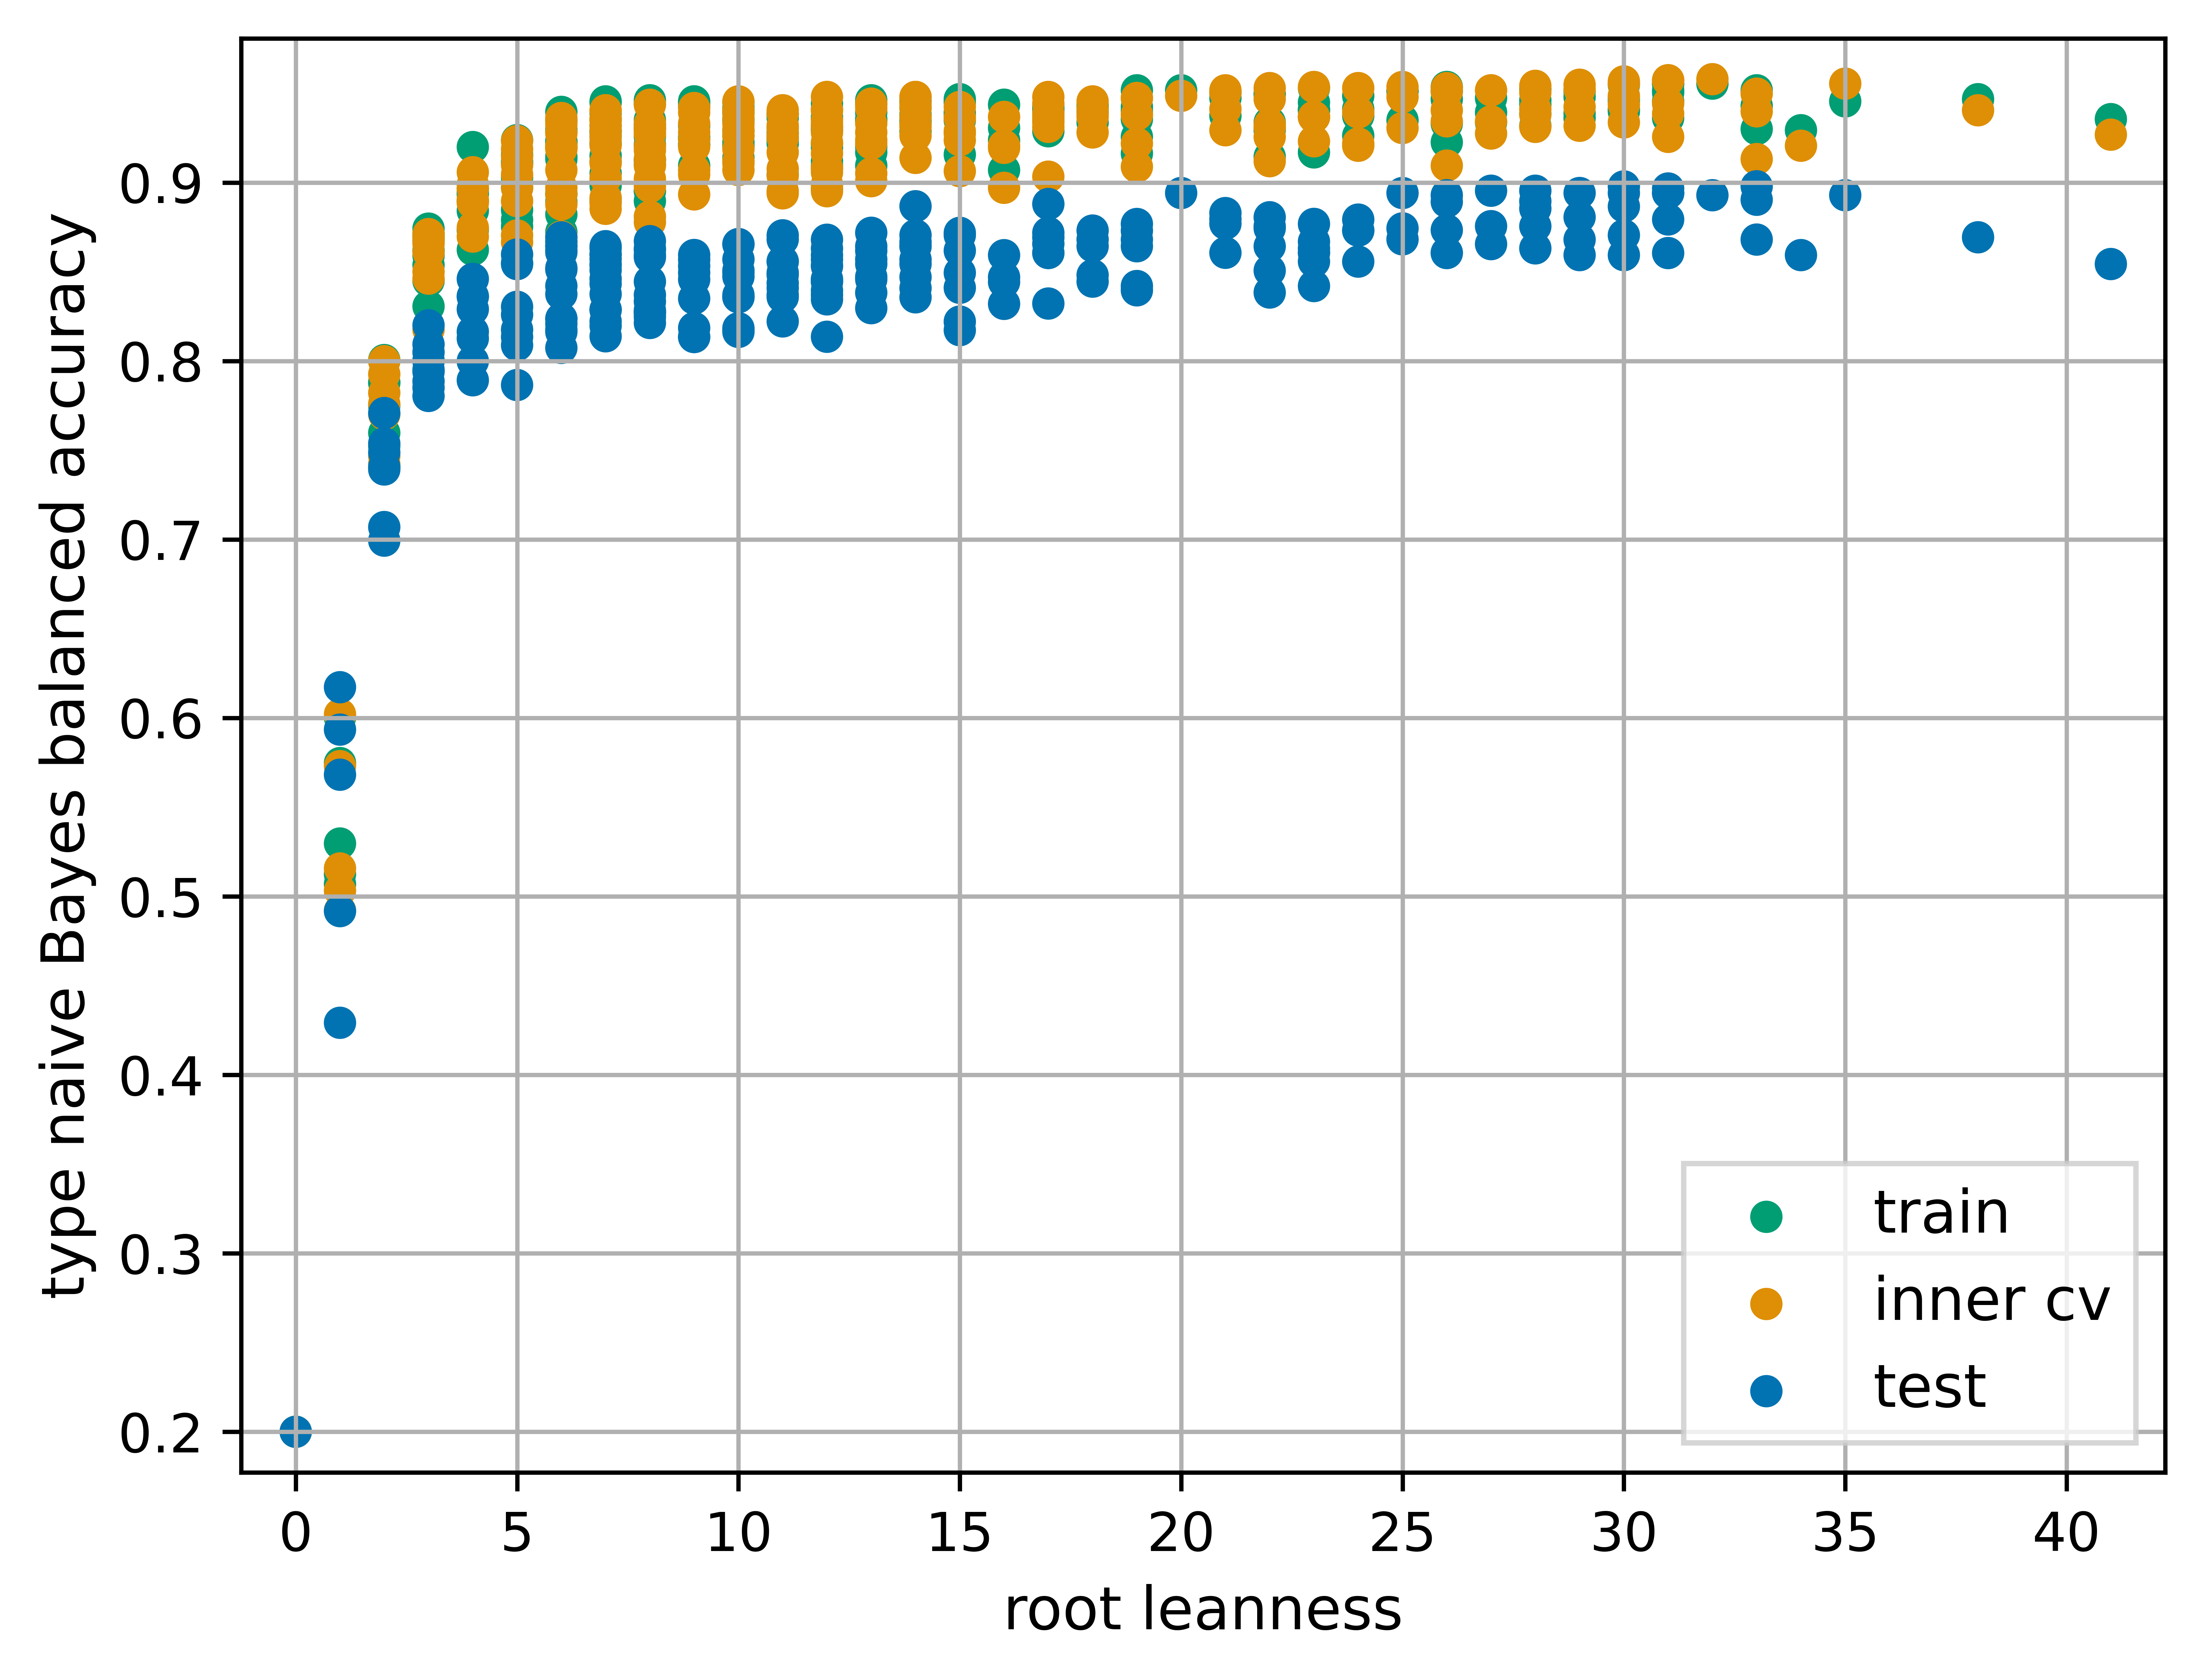 type naive Bayes balanced accuracy
0.9
0.8
0.7
0.6
0.5
0.4
0.3
0.2
train
inner cv
test
0 5 10 15 20 25 30 35 40
root leanness